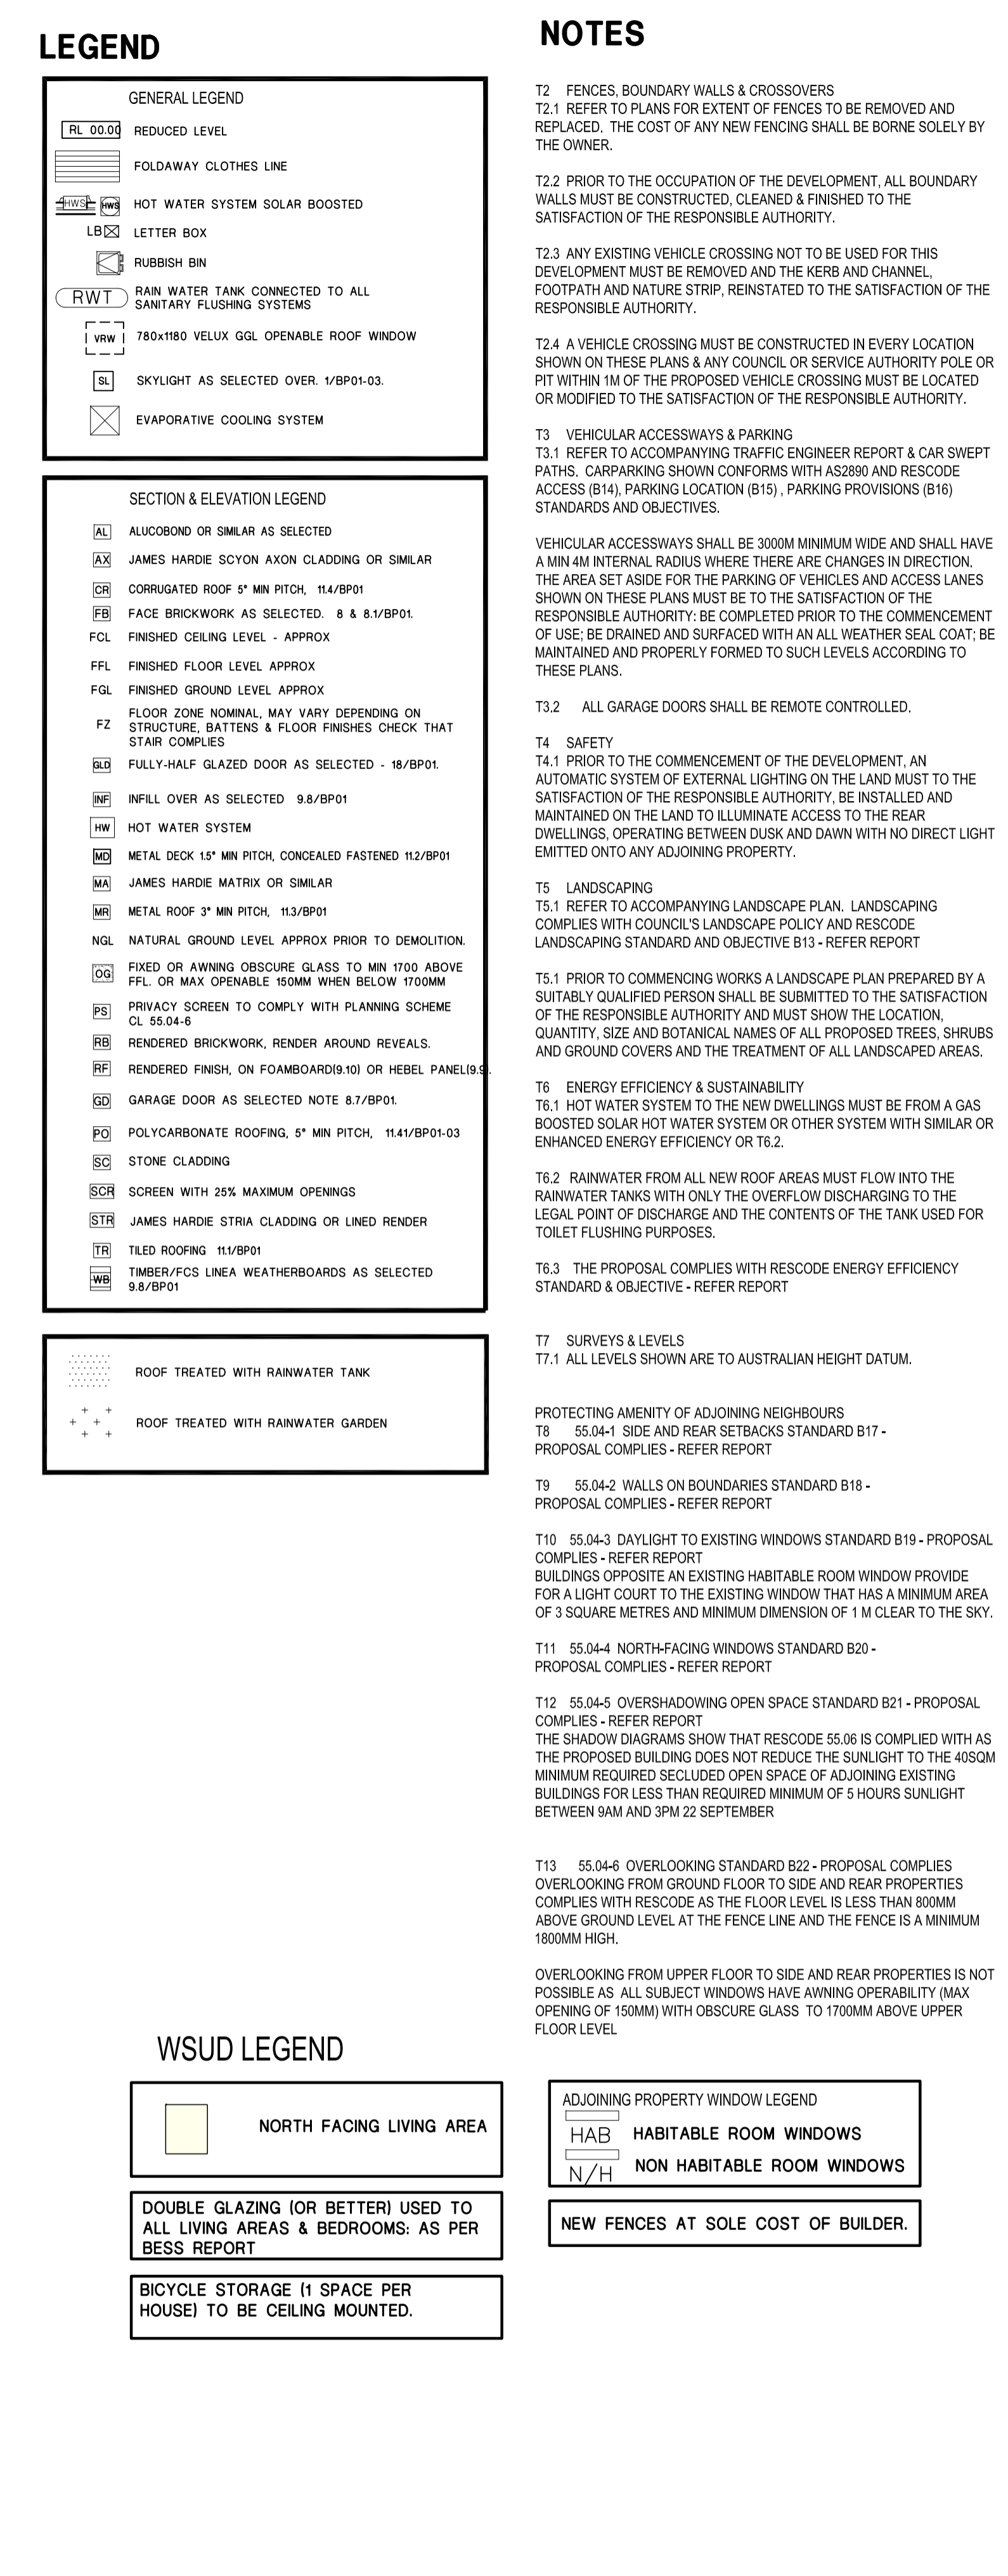 LEGEND
GENERAL LEGEND
RL 00.00 REDUCED LEVEL
FOLDAWAY CLOTHES LINE
HWS HWS HOT WATER SYSTEM SOLAR BOOSTED
LB LETTER BOX
RUBBISH BIN
RWT RAIN WATER TANK CONNECTED TO ALL
SANITARY FLUSHING SYSTEMS
VRW 780x1180 VELUX GGL OPENABLE ROOF WINDOW
SL SKYLIGHT AS SELECTED OVER. 1/BP01-03.
EVAPORATIVE COOLING SYSTEM
SECTION & ELEVATION LEGEND
AL ALUCOBOND OR SIMILAR AS SELECTED
AX JAMES HARDIE SCYON AXON CLADDING OR SIMILAR
CR CORRUGATED ROOF 5° MIN PITCH, 11.4/BP01
FB FACE BRICKWORK AS SELECTED. 8 & 8.1/BP01.
FCL FINISHED CEILING LEVEL - APPROX
FFL FINISHED FLOOR LEVEL APPROX
FGL FINISHED GROUND LEVEL APPROX
FZ FLOOR ZONE NOMINAL, MAY VARY DEPENDING ON
STRUCTURE, BATTENS & FLOOR FINISHES CHECK THAT
STAIR COMPLIES
GLD FULLY-HALF GLAZED DOOR AS SELECTED - 18/BP01.
INF INFILL OVER AS SELECTED 9.8/BP01
HW HOT WATER SYSTEM
MD METAL DECK 1.5° MIN PITCH, CONCEALED FASTENED 11.2/BP01
MA JAMES HARDIE MATRIX OR SIMILAR
MR METAL ROOF 3° MIN PITCH, 11.3/BP01
NGL NATURAL GROUND LEVEL APPROX PRIOR TO DEMOLITION.
OG FIXED OR AWNING OBSCURE GLASS TO MIN 1700 ABOVE
FFL. OR MAX OPENABLE 150MM WHEN BELOW 1700MM
PS PRIVACY SCREEN TO COMPLY WITH PLANNING SCHEME
CL 55.04-6
RB RENDERED BRICKWORK, RENDER AROUND REVEALS.
RF RENDERED FINISH, ON FOAMBOARD(9.10) OR HEBEL PANEL(9.9).
GD GARAGE DOOR AS SELECTED NOTE 8.7/BP01.
PO POLYCARBONATE ROOFING, 5° MIN PITCH, 11.41/BP01-03
SC STONE CLADDING
SCR SCREEN WITH 25% MAXIMUM OPENINGS
STR JAMES HARDIE STRIA CLADDING OR LINED RENDER
TR TILED ROOFING 11.1/BP01
WB TIMBER/FCS LINEA WEATHERBOARDS AS SELECTED
9.8/BP01
ROOF TREATED WITH RAINWATER TANK
ROOF TREATED WITH RAINWATER GARDEN
NOTES
T2 FENCES, BOUNDARY WALLS & CROSSOVERS
T2.1 REFER TO PLANS FOR EXTENT OF FENCES TO BE REMOVED AND
REPLACED. THE COST OF ANY NEW FENCING SHALL BE BORNE SOLELY BY
THE OWNER.
T2.2 PRIOR TO THE OCCUPATION OF THE DEVELOPMENT, ALL BOUNDARY
WALLS MUST BE CONSTRUCTED, CLEANED & FINISHED TO THE
SATISFACTION OF THE RESPONSIBLE AUTHORITY.
T2.3 ANY EXISTING VEHICLE CROSSING NOT TO BE USED FOR THIS
DEVELOPMENT MUST BE REMOVED AND THE KERB AND CHANNEL,
FOOTPATH AND NATURE STRIP, REINSTATED TO THE SATISFACTION OF THE
RESPONSIBLE AUTHORITY.
T2.4 A VEHICLE CROSSING MUST BE CONSTRUCTED IN EVERY LOCATION
SHOWN ON THESE PLANS & ANY COUNCIL OR SERVICE AUTHORITY POLE OR
PIT WITHIN 1M OF THE PROPOSED VEHICLE CROSSING MUST BE LOCATED
OR MODIFIED TO THE SATISFACTION OF THE RESPONSIBLE AUTHORITY.
T3 VEHICULAR ACCESSWAYS & PARKING
T3.1 REFER TO ACCOMPANYING TRAFFIC ENGINEER REPORT & CAR SWEPT
PATHS. CARPARKING SHOWN CONFORMS WITH AS2890 AND RESCODE
ACCESS (B14), PARKING LOCATION (B15) , PARKING PROVISIONS (B16)
STANDARDS AND OBJECTIVES.
VEHICULAR ACCESSWAYS SHALL BE 3000M MINIMUM WIDE AND SHALL HAVE
A MIN 4M INTERNAL RADIUS WHERE THERE ARE CHANGES IN DIRECTION.
THE AREA SET ASIDE FOR THE PARKING OF VEHICLES AND ACCESS LANES
SHOWN ON THESE PLANS MUST BE TO THE SATISFACTION OF THE
RESPONSIBLE AUTHORITY: BE COMPLETED PRIOR TO THE COMMENCEMENT
OF USE; BE DRAINED AND SURFACED WITH AN ALL WEATHER SEAL COAT; BE
MAINTAINED AND PROPERLY FORMED TO SUCH LEVELS ACCORDING TO
THESE PLANS.
T3.2 ALL GARAGE DOORS SHALL BE REMOTE CONTROLLED.
T4 SAFETY
T4.1 PRIOR TO THE COMMENCEMENT OF THE DEVELOPMENT, AN
AUTOMATIC SYSTEM OF EXTERNAL LIGHTING ON THE LAND MUST TO THE
SATISFACTION OF THE RESPONSIBLE AUTHORITY, BE INSTALLED AND
MAINTAINED ON THE LAND TO ILLUMINATE ACCESS TO THE REAR
DWELLINGS, OPERATING BETWEEN DUSK AND DAWN WITH NO DIRECT LIGHT
EMITTED ONTO ANY ADJOINING PROPERTY.
T5 LANDSCAPING
T5.1 REFER TO ACCOMPANYING LANDSCAPE PLAN. LANDSCAPING
COMPLIES WITH COUNCIL'S LANDSCAPE POLICY AND RESCODE
LANDSCAPING STANDARD AND OBJECTIVE B13 - REFER REPORT
T5.1 PRIOR TO COMMENCING WORKS A LANDSCAPE PLAN PREPARED BY A
SUITABLY QUALIFIED PERSON SHALL BE SUBMITTED TO THE SATISFACTION
OF THE RESPONSIBLE AUTHORITY AND MUST SHOW THE LOCATION,
QUANTITY, SIZE AND BOTANICAL NAMES OF ALL PROPOSED TREES, SHRUBS
AND GROUND COVERS AND THE TREATMENT OF ALL LANDSCAPED AREAS.
T6 ENERGY EFFICIENCY & SUSTAINABILITY
T6.1 HOT WATER SYSTEM TO THE NEW DWELLINGS MUST BE FROM A GAS
BOOSTED SOLAR HOT WATER SYSTEM OR OTHER SYSTEM WITH SIMILAR OR
ENHANCED ENERGY EFFICIENCY OR T6.2.
T6.2 RAINWATER FROM ALL NEW ROOF AREAS MUST FLOW INTO THE
RAINWATER TANKS WITH ONLY THE OVERFLOW DISCHARGING TO THE
LEGAL POINT OF DISCHARGE AND THE CONTENTS OF THE TANK USED FOR
TOILET FLUSHING PURPOSES.
T6.3 THE PROPOSAL COMPLIES WITH RESCODE ENERGY EFFICIENCY
STANDARD & OBJECTIVE - REFER REPORT
T7 SURVEYS & LEVELS
T7.1 ALL LEVELS SHOWN ARE TO AUSTRALIAN HEIGHT DATUM.
PROTECTING AMENITY OF ADJOINING NEIGHBOURS
T8 55.04-1 SIDE AND REAR SETBACKS STANDARD B17 -
PROPOSAL COMPLIES - REFER REPORT
T9 55.04-2 WALLS ON BOUNDARIES STANDARD B18 -
PROPOSAL COMPLIES - REFER REPORT
T10 55.04-3 DAYLIGHT TO EXISTING WINDOWS STANDARD B19 - PROPOSAL
COMPLIES - REFER REPORT
BUILDINGS OPPOSITE AN EXISTING HABITABLE ROOM WINDOW PROVIDE
FOR A LIGHT COURT TO THE EXISTING WINDOW THAT HAS A MINIMUM AREA
OF 3 SQUARE METRES AND MINIMUM DIMENSION OF 1 M CLEAR TO THE SKY.
T11 55.04-4 NORTH-FACING WINDOWS STANDARD B20 -
PROPOSAL COMPLIES - REFER REPORT
T12 55.04-5 OVERSHADOWING OPEN SPACE STANDARD B21 - PROPOSAL
COMPLIES - REFER REPORT
THE SHADOW DIAGRAMS SHOW THAT RESCODE 55.06 IS COMPLIED WITH AS
THE PROPOSED BUILDING DOES NOT REDUCE THE SUNLIGHT TO THE 40SQM
MINIMUM REQUIRED SECLUDED OPEN SPACE OF ADJOINING EXISTING
BUILDINGS FOR LESS THAN REQUIRED MINIMUM OF 5 HOURS SUNLIGHT
BETWEEN 9AM AND 3PM 22 SEPTEMBER
T13 55.04-6 OVERLOOKING STANDARD B22 - PROPOSAL COMPLIES
OVERLOOKING FROM GROUND FLOOR TO SIDE AND REAR PROPERTIES
COMPLIES WITH RESCODE AS THE FLOOR LEVEL IS LESS THAN 800MM
ABOVE GROUND LEVEL AT THE FENCE LINE AND THE FENCE IS A MINIMUM
1800MM HIGH.
OVERLOOKING FROM UPPER FLOOR TO SIDE AND REAR PROPERTIES IS NOT
POSSIBLE AS ALL SUBJECT WINDOWS HAVE AWNING OPERABILITY (MAX
OPENING OF 150MM) WITH OBSCURE GLASS TO 1700MM ABOVE UPPER
FLOOR LEVEL
WSUD LEGEND
NORTH FACING LIVING AREA
DOUBLE GLAZING (OR BETTER) USED TO
ALL LIVING AREAS & BEDROOMS: AS PER
BESS REPORT
BICYCLE STORAGE (1 SPACE PER
HOUSE) TO BE CEILING MOUNTED.
ADJOINING PROPERTY WINDOW LEGEND
HAB HABITABLE ROOM WINDOWS
N/H NON HABITABLE ROOM WINDOWS
NEW FENCES AT SOLE COST OF BUILDER.